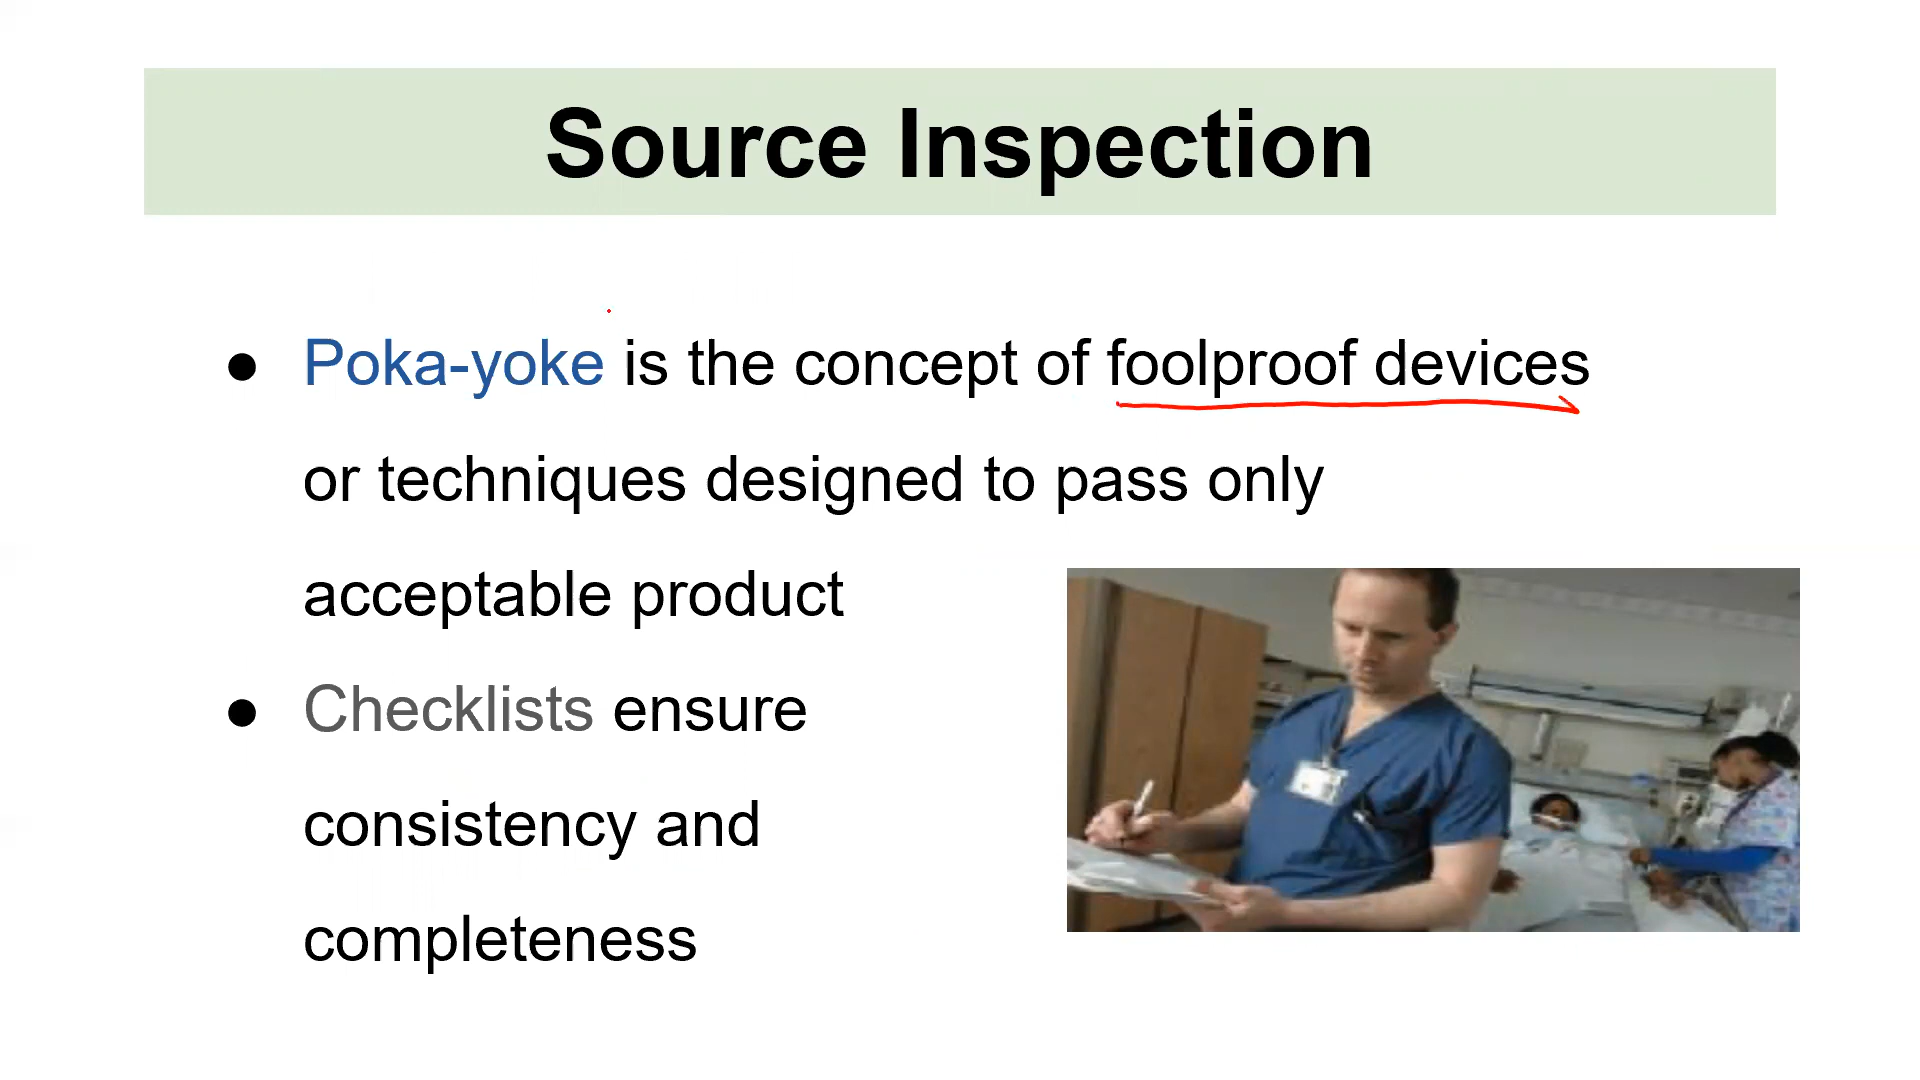 Source Inspection
● Poka-yoke is the concept of foolproof devices
or techniques designed to pass only
acceptable product
● Checklists ensure
consistency and
completeness